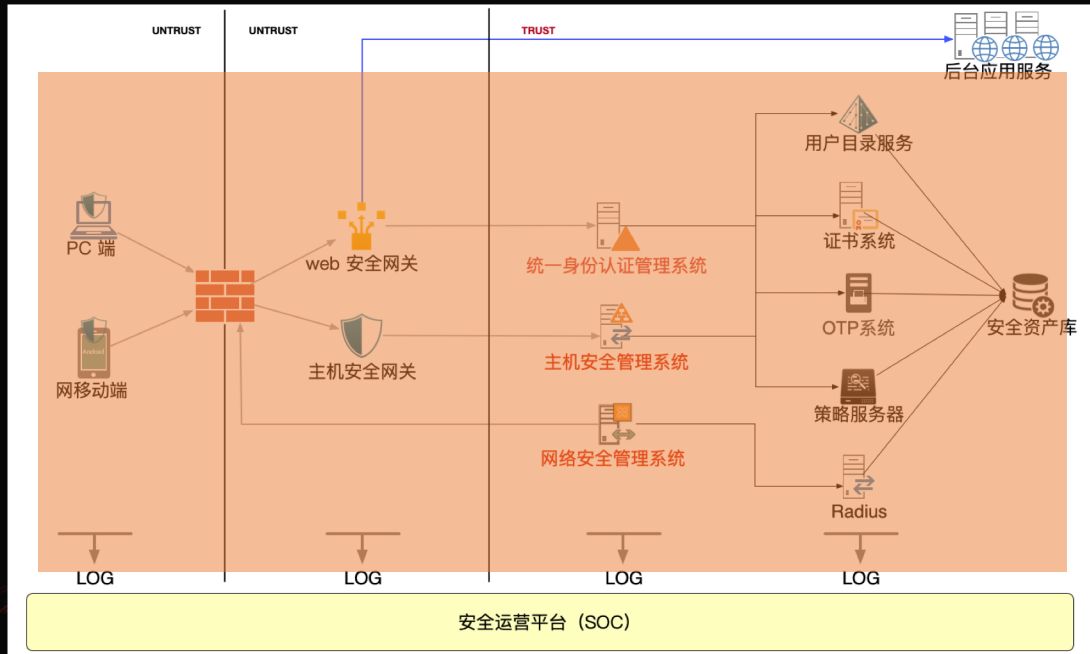 UNTRUST
UNTRUST
TRUST
后台应用服务
用户目录服务
PC 端
web 安全网关
统一身份认证管理系统
证书系统
OTP系统
安全资产库
Android
网移动端
主机安全网关
主机安全管理系统
策略服务器
网络安全管理系统
Radius
LOG
LOG
LOG
LOG
安全运营平台（SOC）